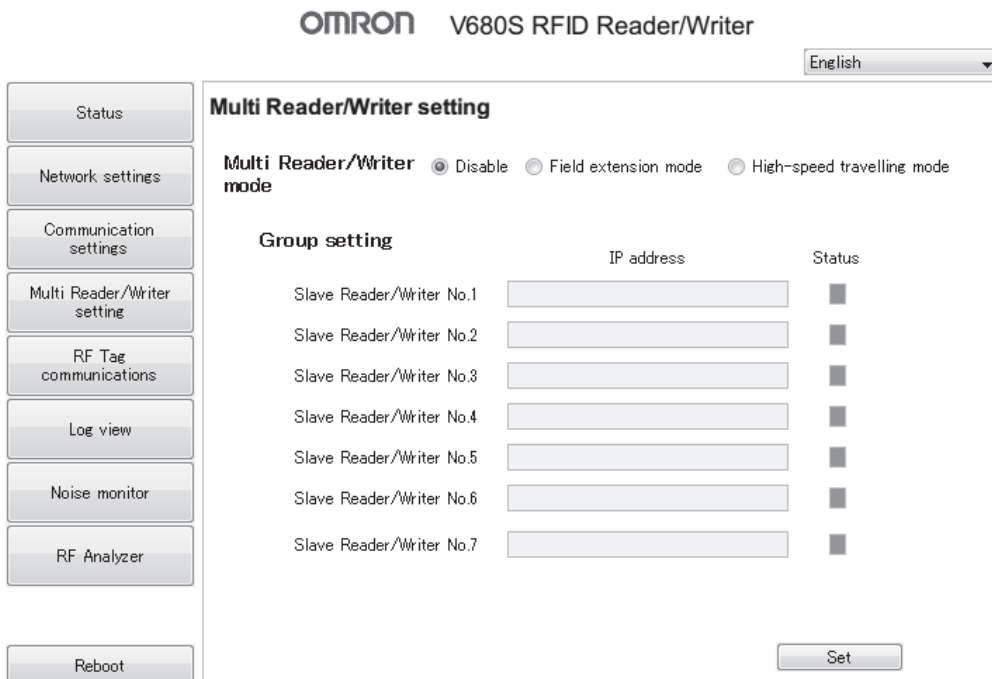 OMRON V680S RFID Reader/Writer
English
Status
Network settings
Communication
settings
Multi Reader/Writer
setting
RF Tag
communications
Log view
Noise monitor
RF Analyzer
Reboot
Multi Reader/Writer setting
Multi Reader/Writer
mode
Disable Field extension mode High-speed travelling mode
Group setting
IP address Status
Slave Reader/Writer No.1
Slave Reader/Writer No.2
Slave Reader/Writer No.3
Slave Reader/Writer No.4
Slave Reader/Writer No.5
Slave Reader/Writer No.6
Slave Reader/Writer No.7
Set